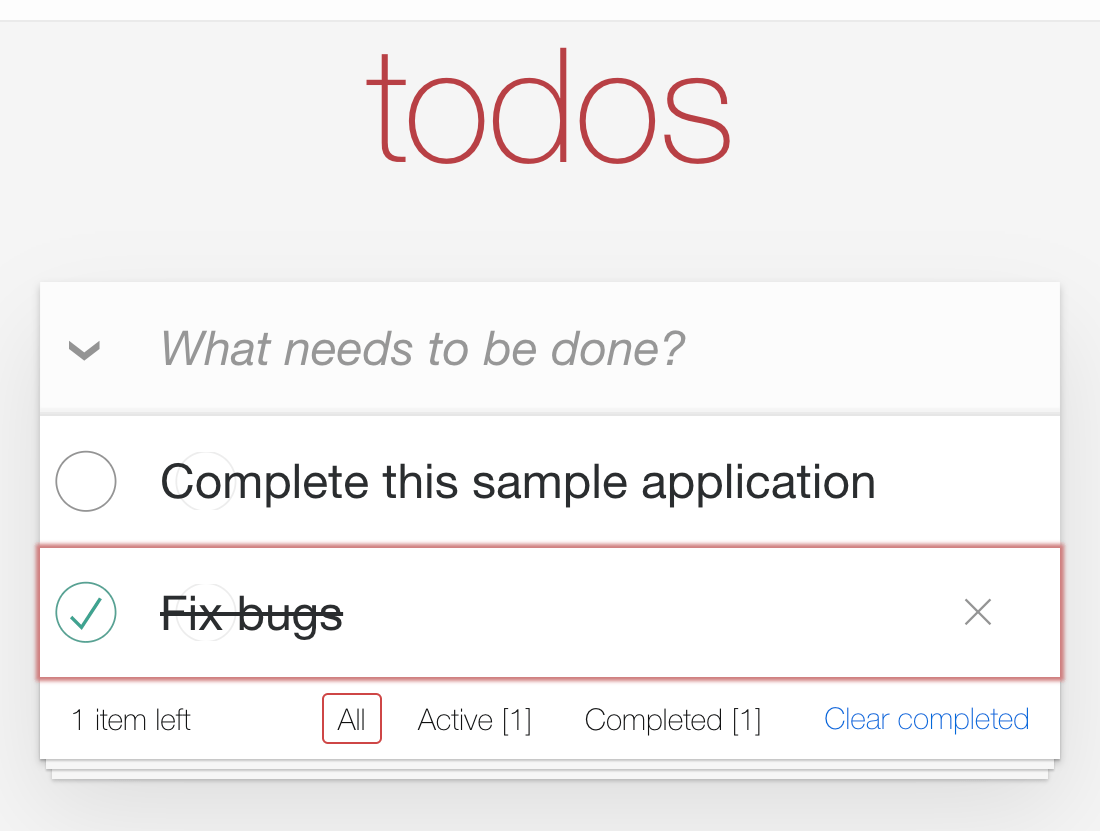 todos
What needs to be done?
Complete this sample application
Fix bugs
1 item left All Active [1] Completed [1] Clear completed